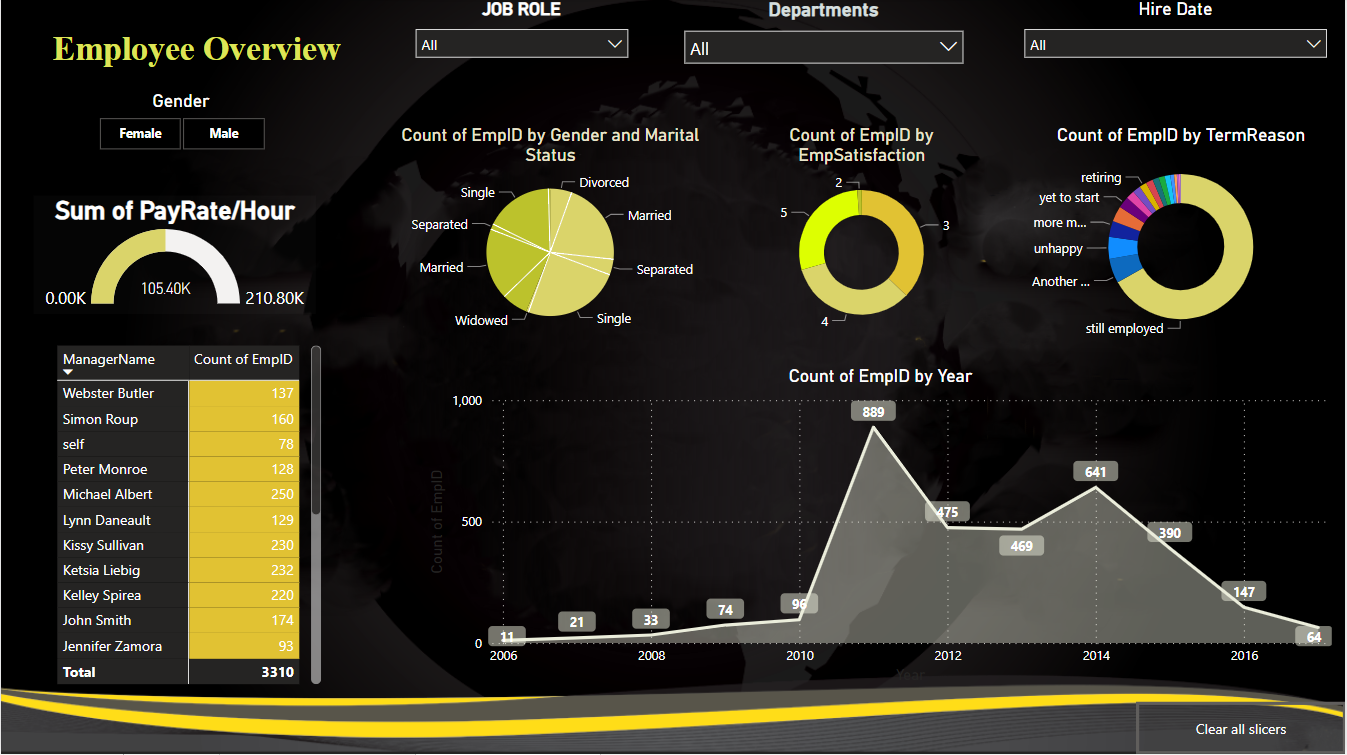 JOB ROLE
Departments
Hire Date
Employee Overview
All
All
All
Gender
Female
Male
Count of EmpID by Gender and Marital
Status
Count of EmpID by
EmpSatisfaction
Count of EmpID by TermReason
Single
Divorced
Married
Separated
Single
Widowed
Married
Separated
2
3
4
5
retiring
yet to start
more m...
unhappy
Another ...
still employed
Sum of PayRate/Hour
105.40K
0.00K
210.80K
ManagerName Count of EmpID
Webster Butler 137
Simon Roup 160
self 78
Peter Monroe 128
Michael Albert 250
Lynn Daneault 129
Kissy Sullivan 230
Ketsia Liebig 232
Kelley Spirea 220
John Smith 174
Jennifer Zamora 93
Total 3310
Count of EmpID by Year
Count of EmpID
1,000
500
0
11
21
33
74
96
889
475
469
641
390
147
64
2006 2008 2010 2012 2014 2016
Year
Clear all slicers